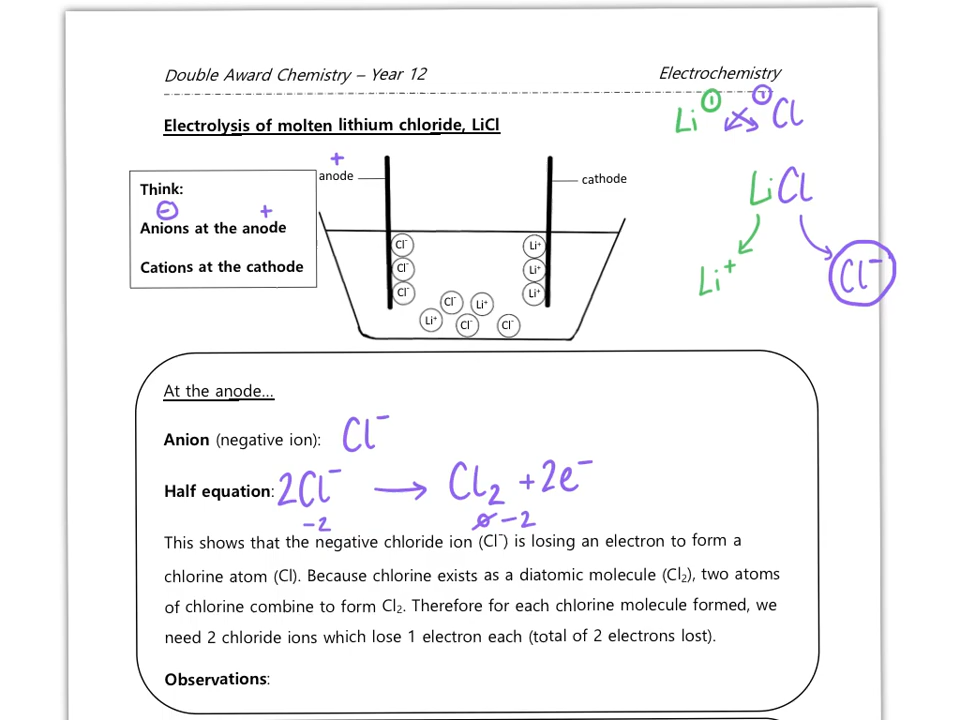 Double Award Chemistry – Year 12 Electrochemistry
Electrolysis of molten lithium chloride, LiCl
Li⁺ Cl⁻
+
anode
cathode
Think:
− +
Anions at the anode
Cations at the cathode
LiCl
Li⁺ Cl⁻
Cl⁻ Li⁺
Cl⁻ Li⁺
Cl⁻ Li⁺
Cl⁻ Li⁺
Li⁺ Cl⁻ Cl⁻
At the anode...
Anion (negative ion): Cl⁻
Half equation: 2Cl⁻ → Cl₂ + 2e⁻
−2 0 −2
This shows that the negative chloride ion (Cl⁻) is losing an electron to form a
chlorine atom (Cl). Because chlorine exists as a diatomic molecule (Cl₂), two atoms
of chlorine combine to form Cl₂. Therefore for each chlorine molecule formed, we
need 2 chloride ions which lose 1 electron each (total of 2 electrons lost).
Observations: